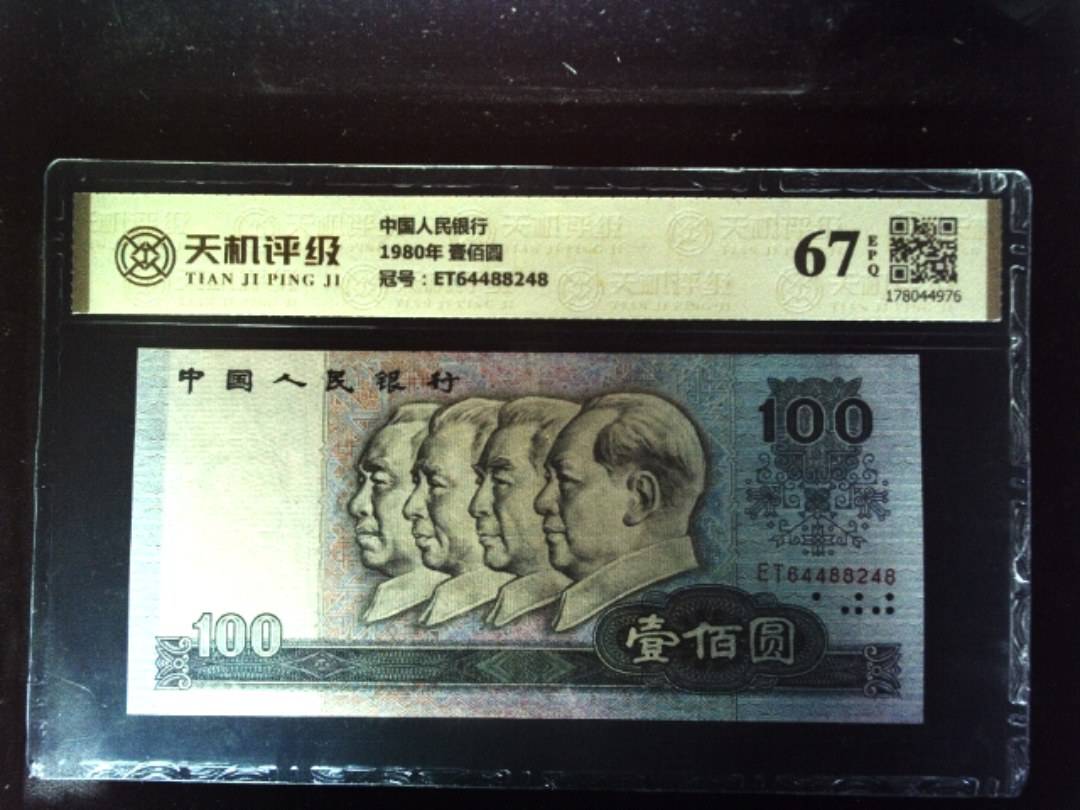 天机评级
TIAN JI PING JI
中国人民银行
1980年 壹佰圆
冠号：ET64488248
67
EPQ
178044976
中国人民银行
100
ET64488248
100
壹佰圆